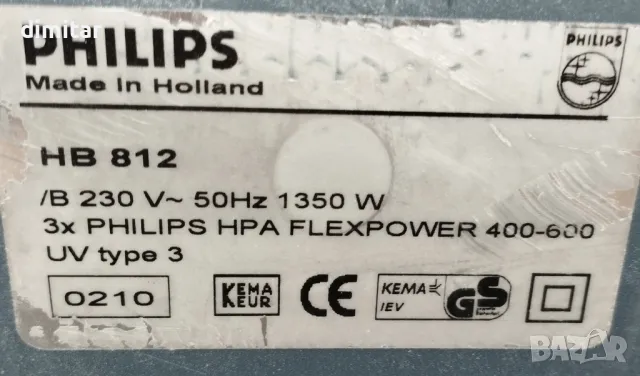 dimitar
PHILIPS
Made in Holland
PHILIPS
HB 812
/B 230 V~ 50Hz 1350 W
3x PHILIPS HPA FLEXPOWER 400-600
UV type 3
0210
KEMA
KEUR
CE
KEMA
IEV
GS
BAZAR